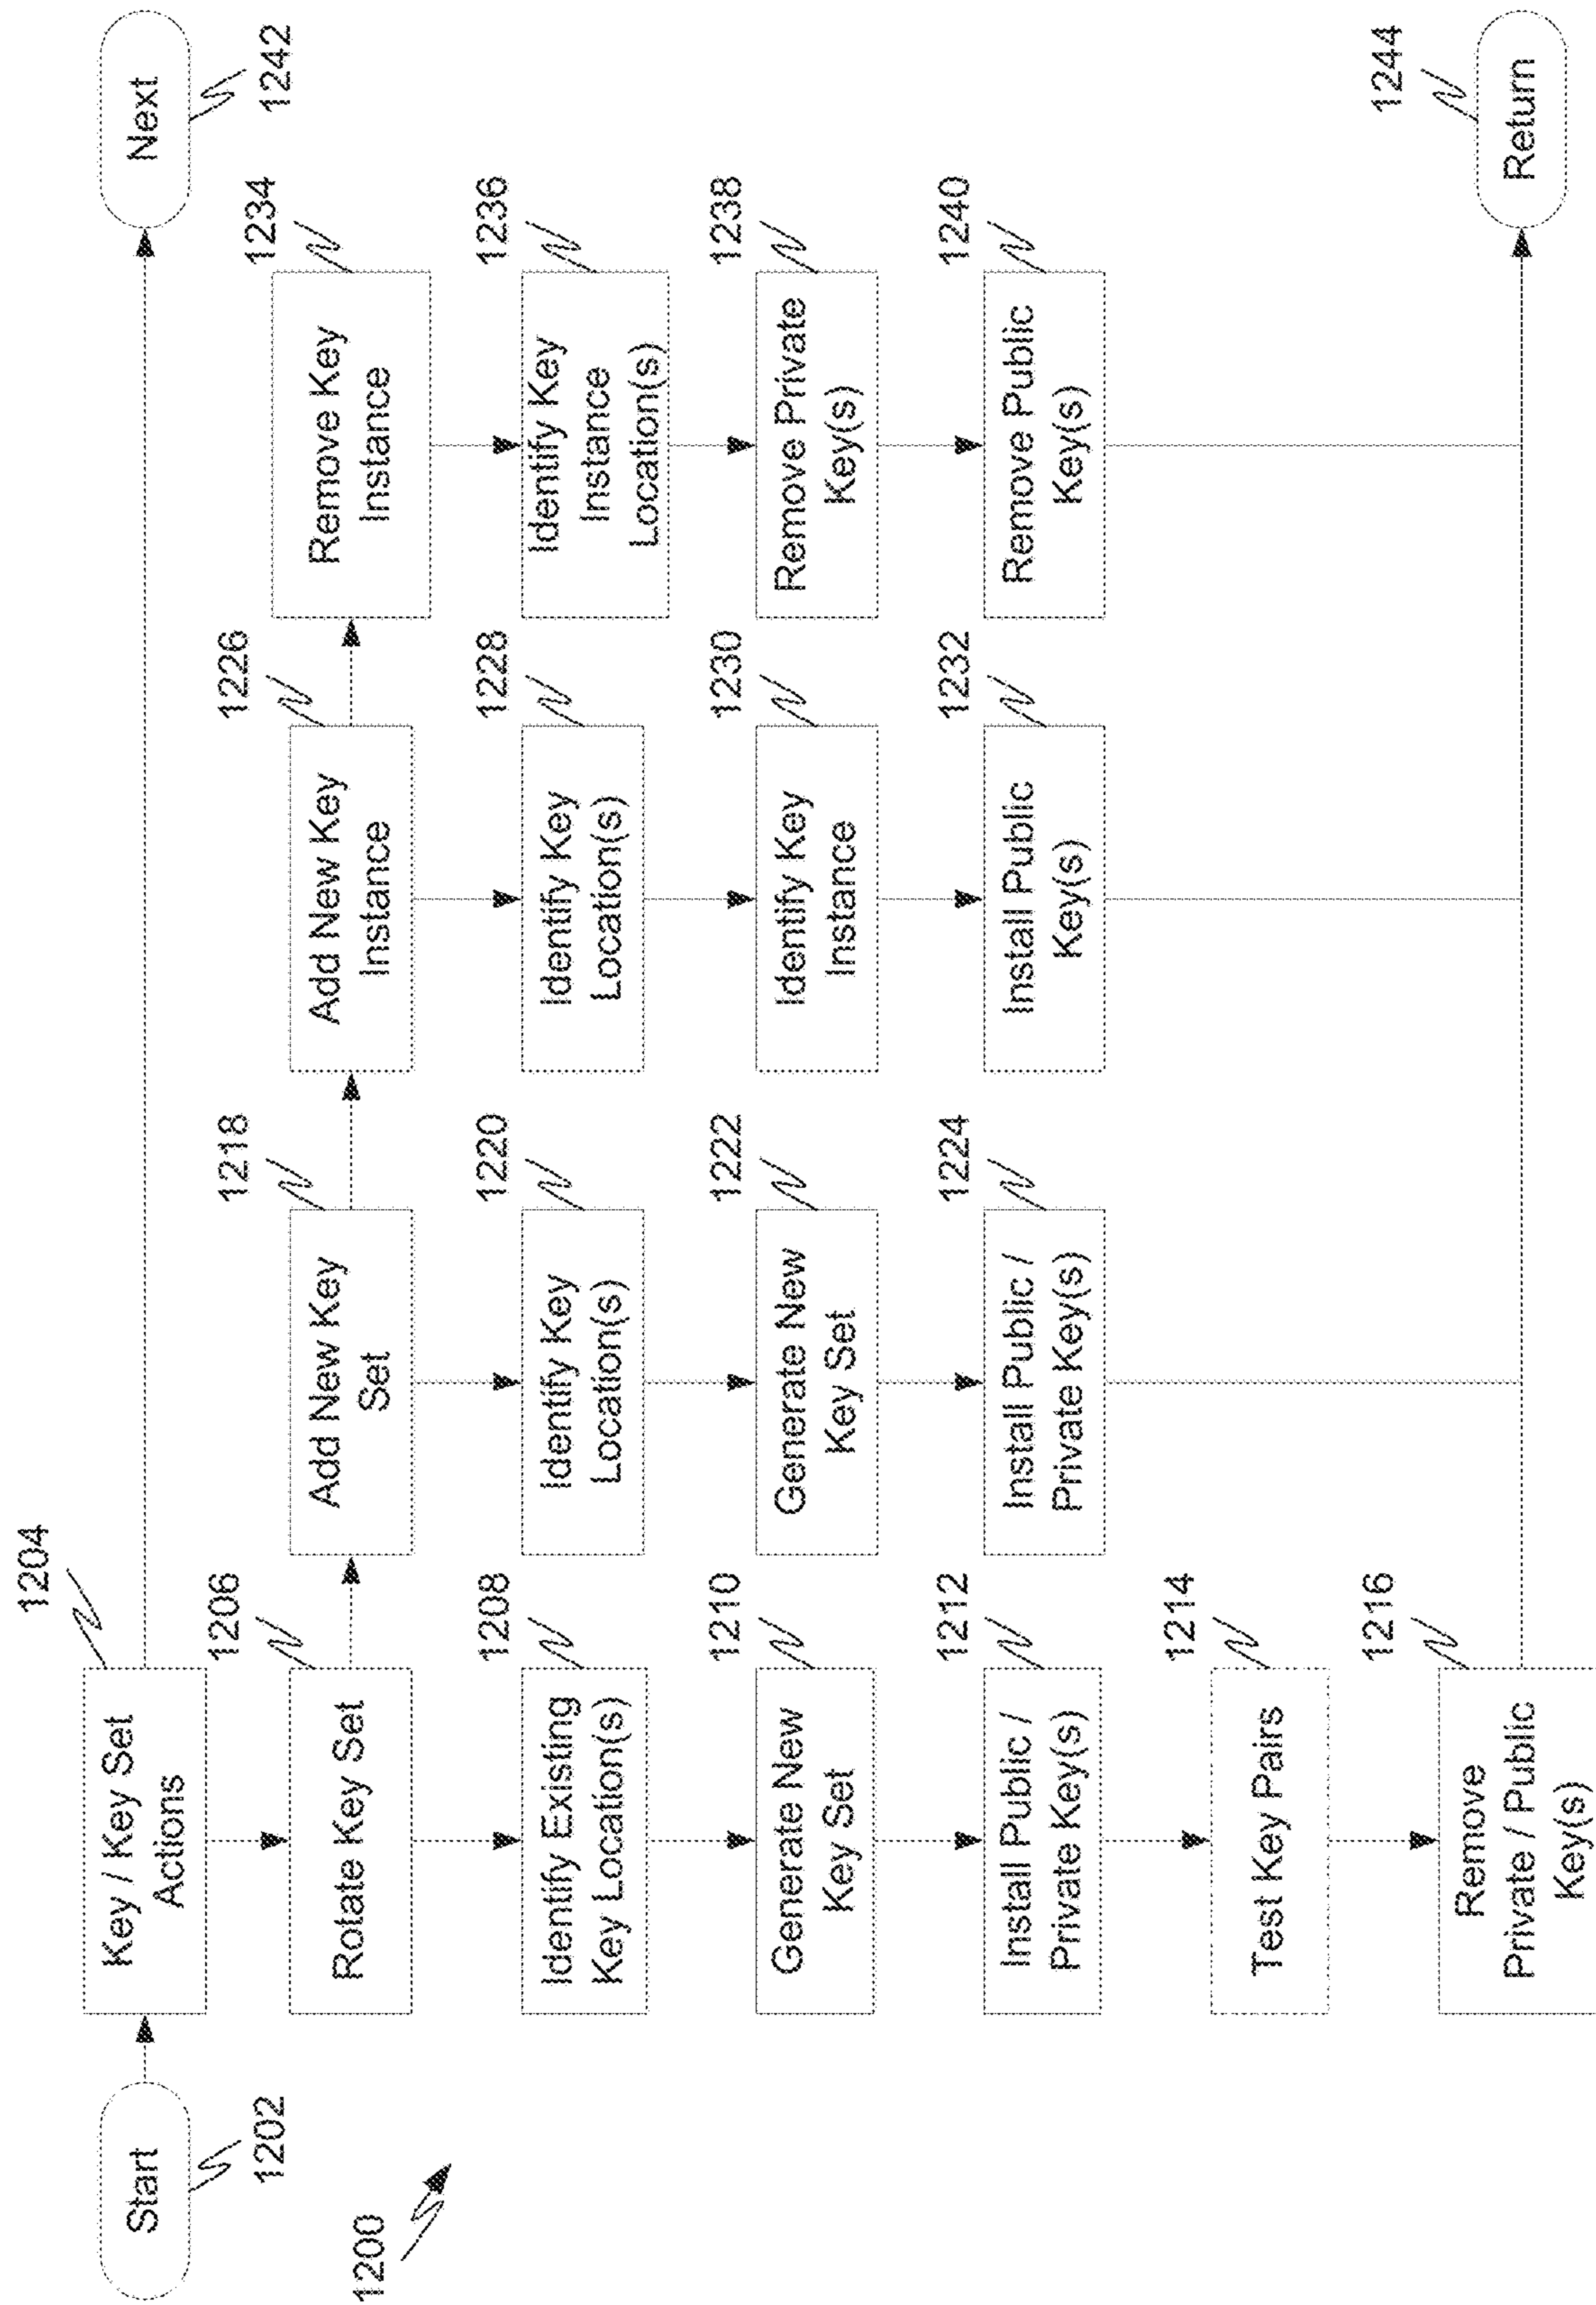 Start
1202
1200
Key / Key Set
Actions
1204
Next
1242
Rotate Key Set
1206
Identify Existing
Key Location(s)
1208
Generate New
Key Set
1210
Install Public /
Private Key(s)
1212
Test Key Pairs
1214
Remove
Private / Public
Key(s)
1216
Add New Key
Set
1218
Identify Key
Location(s)
1220
Generate New
Key Set
1222
Install Public /
Private Key(s)
1224
Add New Key
Instance
1226
Identify Key
Location(s)
1228
Identify Key
Instance
1230
Install Public
Key(s)
1232
Remove Key
Instance
1234
Identify Key
Instance
Location(s)
1236
Remove Private
Key(s)
1238
Remove Public
Key(s)
1240
Return
1244